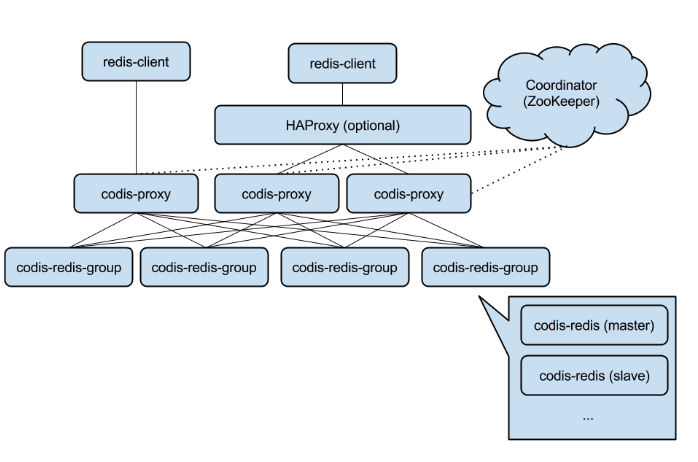 redis-client
redis-client
Coordinator
(ZooKeeper)
HAProxy (optional)
codis-proxy
codis-proxy
codis-proxy
codis-redis-group
codis-redis-group
codis-redis-group
codis-redis-group
codis-redis (master)
codis-redis (slave)
...